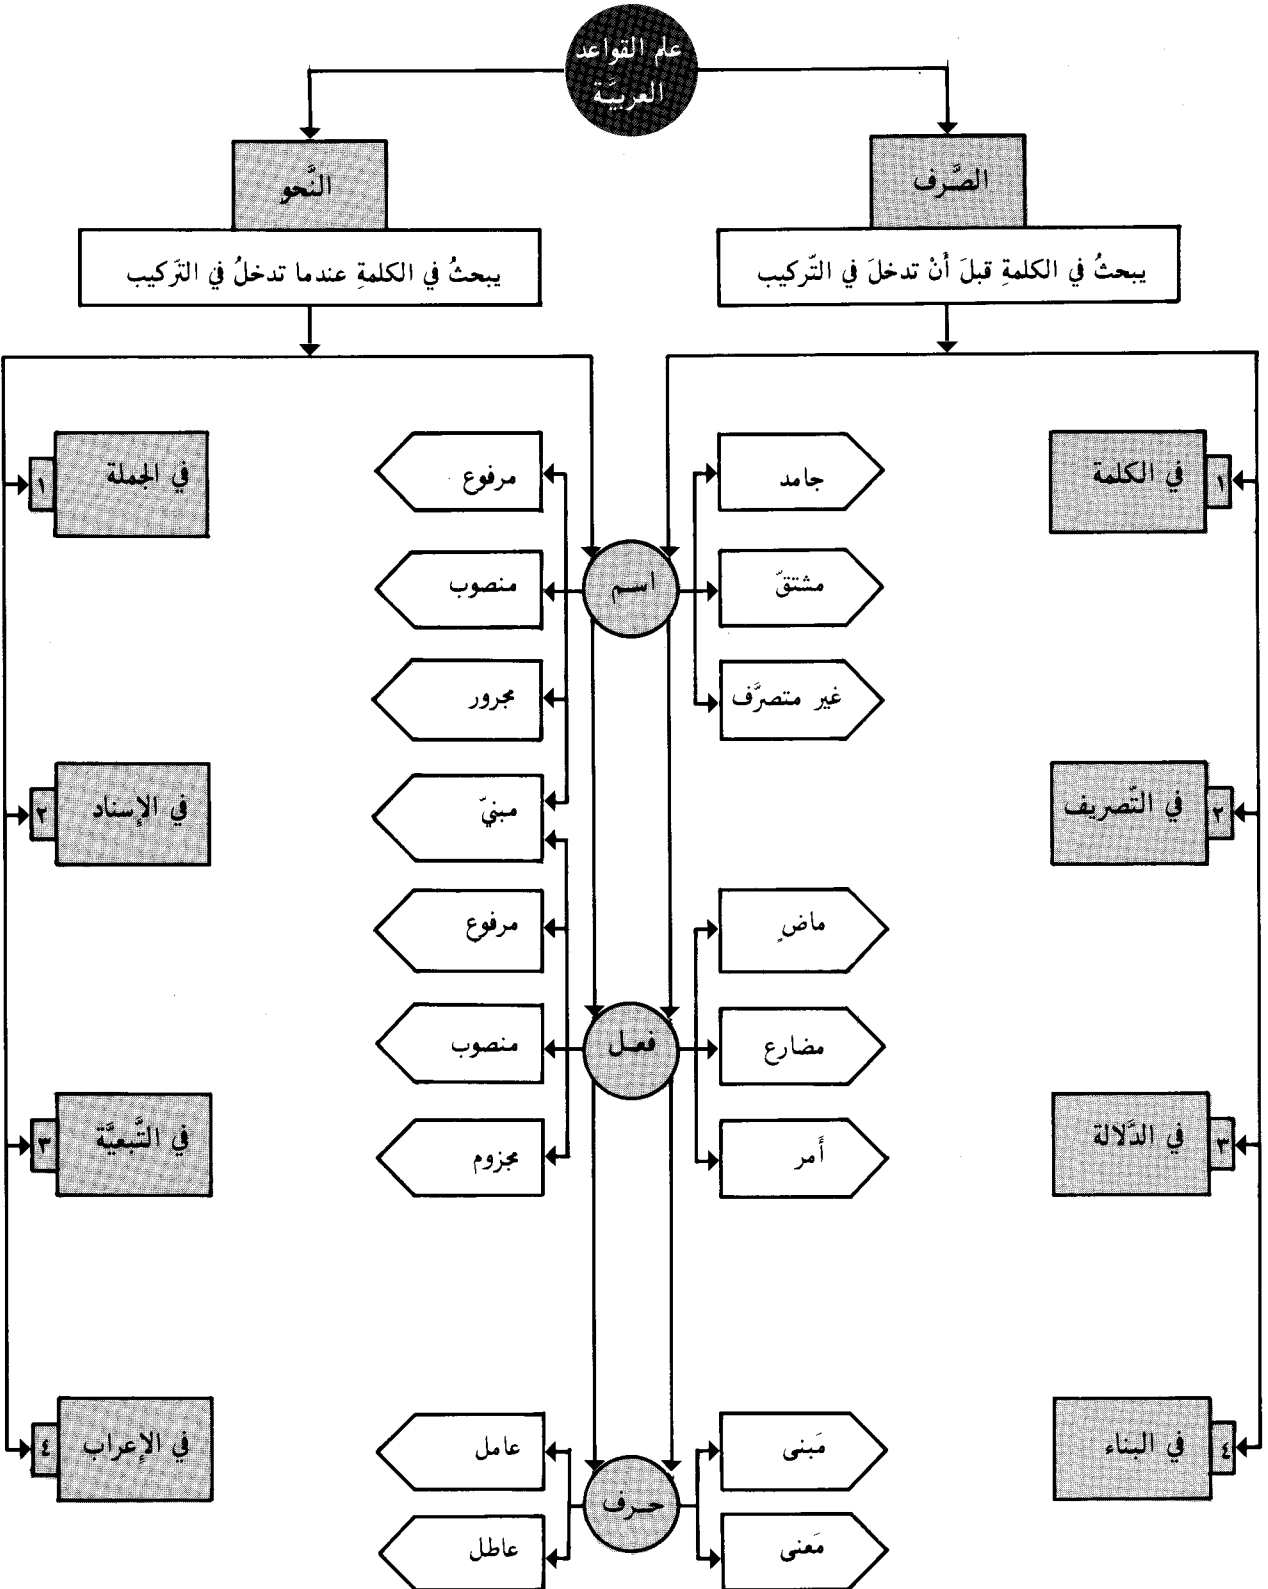 علم القواعد
العربيَّة
الصَّرف
النَّحو
يبحثُ في الكلمةِ قبلَ أَنْ تدخلَ في التّركيب
يبحثُ في الكلمةِ عندما تدخلُ في التّركيب
١
في الكلمة
جامد
مرفوع
في الجملة
١
مشتقّ
اسم
منصوب
غير متصرَّف
مجرور
٢
في التّصريف
مبنيّ
في الإسناد
٢
ماضٍ
مرفوع
مضارع
فعل
منصوب
٣
في الدَّلالة
أَمر
مجزوم
في التَّبعيَّة
٣
٤
في البناء
مَبنى
عامل
في الإعراب
٤
حرف
مَعنى
عاطل